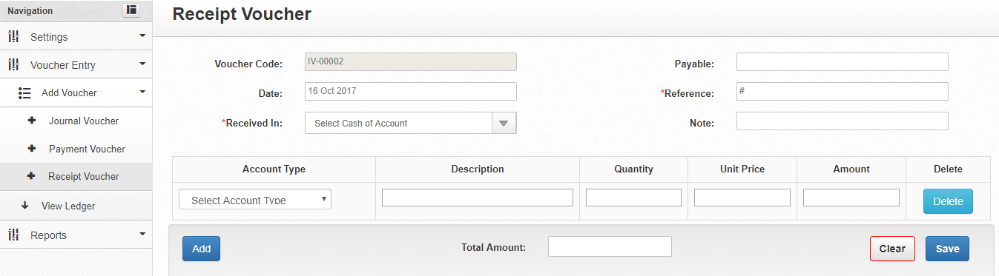 Navigation
Settings
Voucher Entry
Add Voucher
Journal Voucher
Payment Voucher
Receipt Voucher
View Ledger
Reports
Receipt Voucher
Voucher Code: IV-00002 Payable:
Date: 16 Oct 2017 *Reference: #
*Received In: Select Cash of Account Note:
Account Type Description Quantity Unit Price Amount Delete
Select Account Type Delete
Add Total Amount: Clear Save